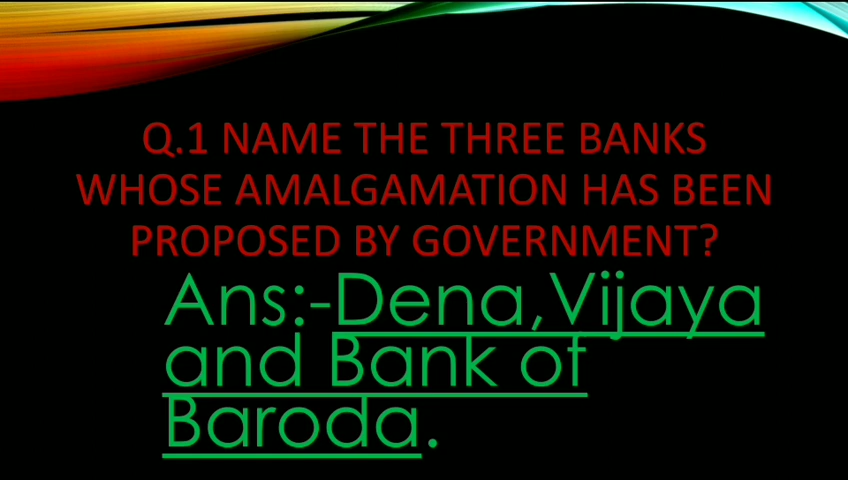 Q.1 NAME THE THREE BANKS
WHOSE AMALGAMATION HAS BEEN
PROPOSED BY GOVERNMENT?
Ans:-Dena,Vijaya
and Bank of
Baroda.